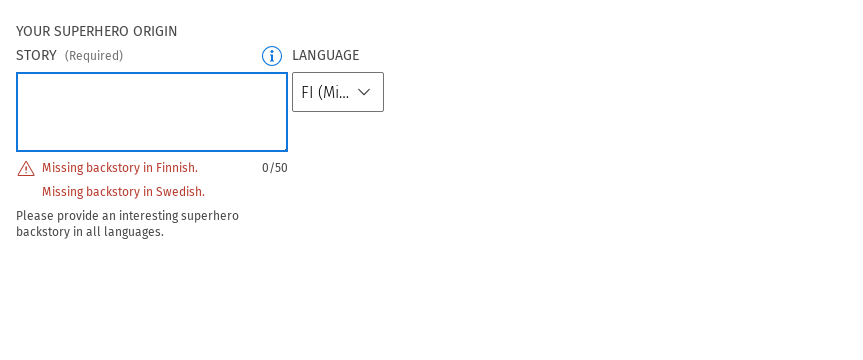 YOUR SUPERHERO ORIGIN
STORY (Required)
LANGUAGE
FI (Mi...
Missing backstory in Finnish.
0/50
Missing backstory in Swedish.
Please provide an interesting superhero
backstory in all languages.